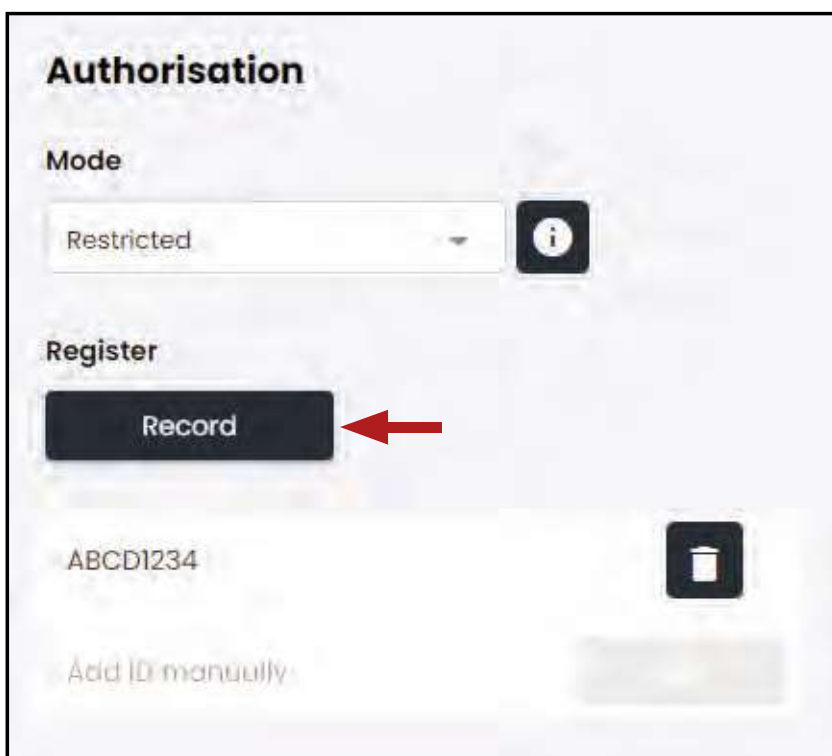 Authorisation
Mode
Restricted
Register
Record
ABCD1234
Add ID manually